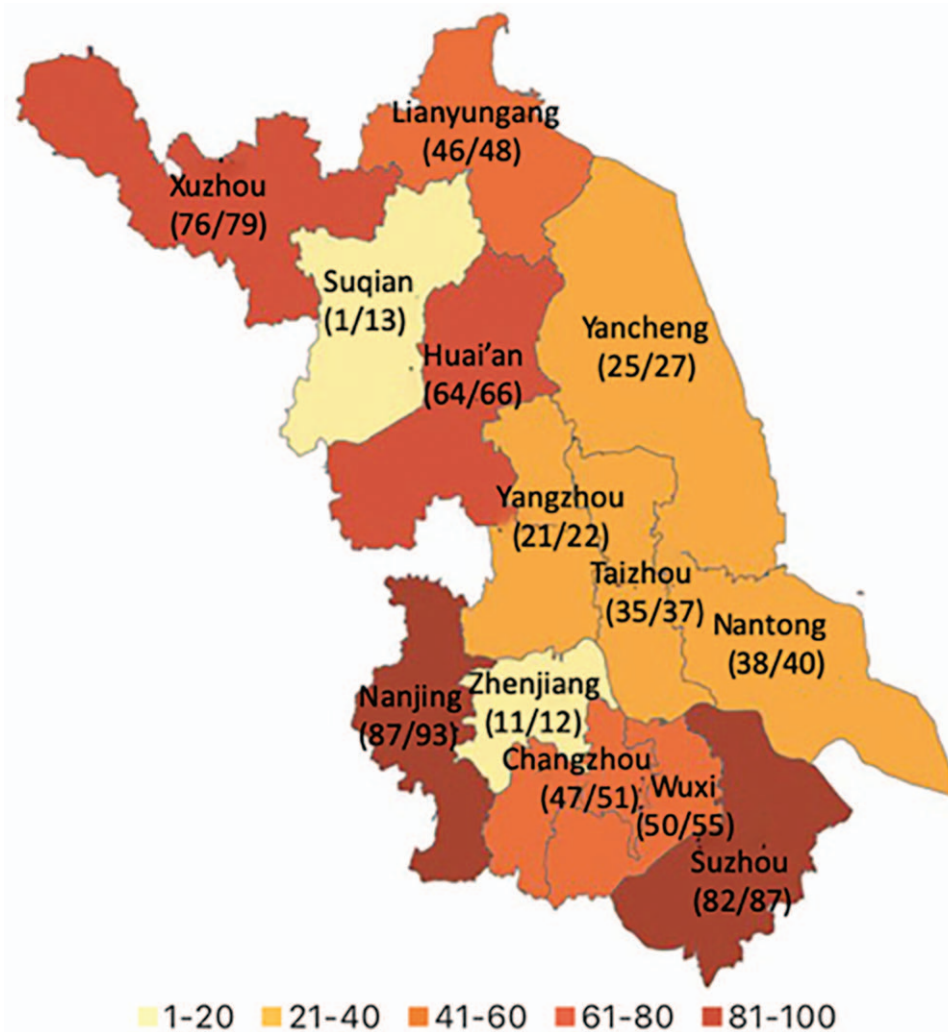 Lianyungang
(46/48)
Xuzhou
(76/79)
Suqian
(1/13)
Yancheng
(25/27)
Huai’an
(64/66)
Yangzhou
(21/22)
Taizhou
(35/37)
Nantong
(38/40)
Nanjing
(87/93)
Zhenjiang
(11/12)
Changzhou
(47/51)
Wuxi
(50/55)
Suzhou
(82/87)
1-20 21-40 41-60 61-80 81-100